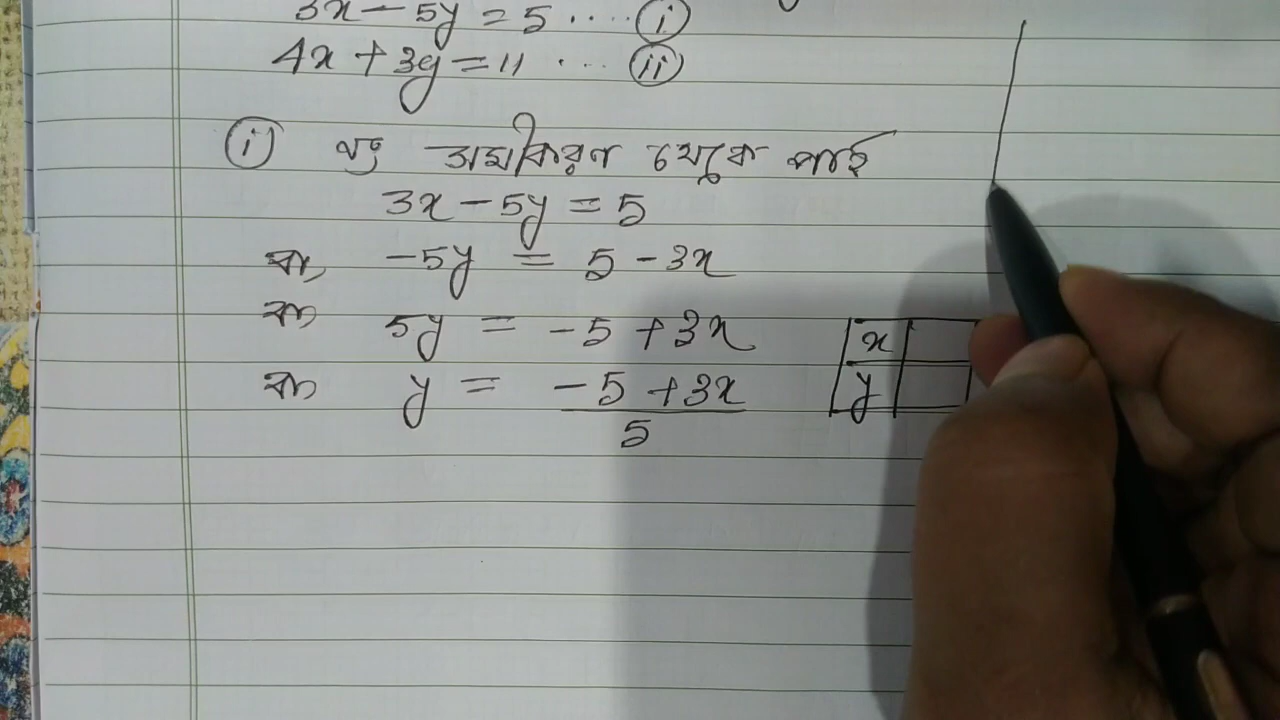 3x - 5y = 5 .... (i)
4x + 3y = 11 ... (ii)
(i) নং সমীকরণ থেকে পাই
3x - 5y = 5
বা, -5y = 5 - 3x
বা, 5y = -5 + 3x
বা, y = (-5 + 3x)/5
x
y